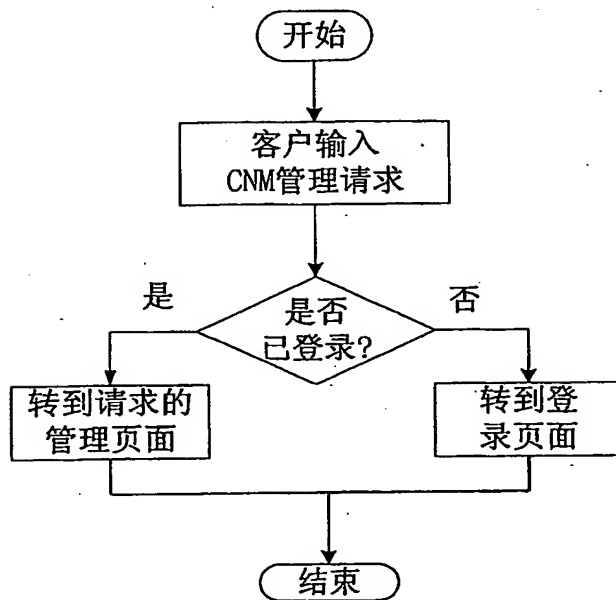 开始
客户输入
CNM管理请求
是
否
是否
已登录?
转到请求的
管理页面
转到登
录页面
结束